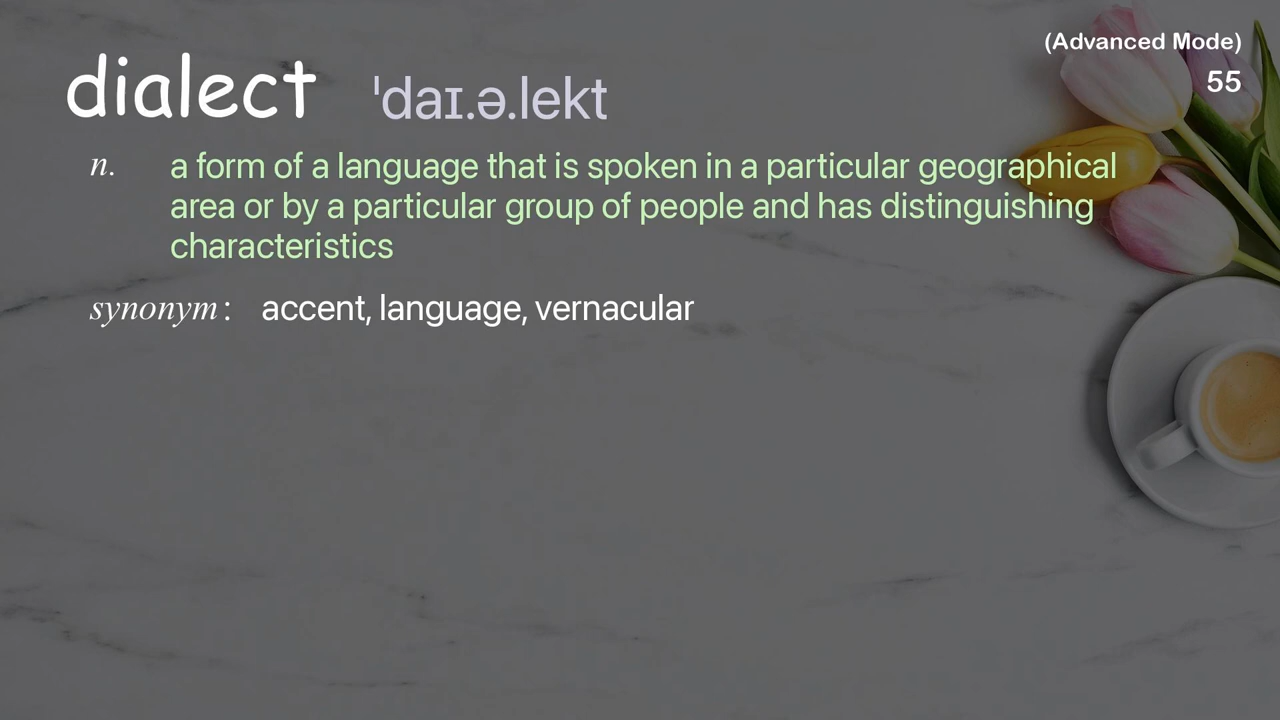 (Advanced Mode)
55
dialect ˈdaɪ.ə.lekt
n. a form of a language that is spoken in a particular geographical
area or by a particular group of people and has distinguishing
characteristics
synonym: accent, language, vernacular